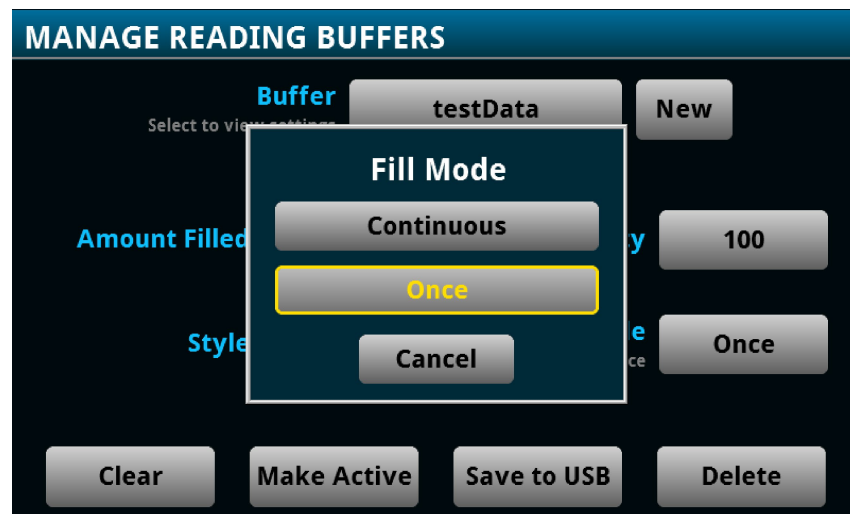 MANAGE READING BUFFERS
Buffer
testData
New
Select to view settings
Fill Mode
Continuous
Once
Cancel
Amount Filled
y
100
Style
e
ce
Once
Clear
Make Active
Save to USB
Delete